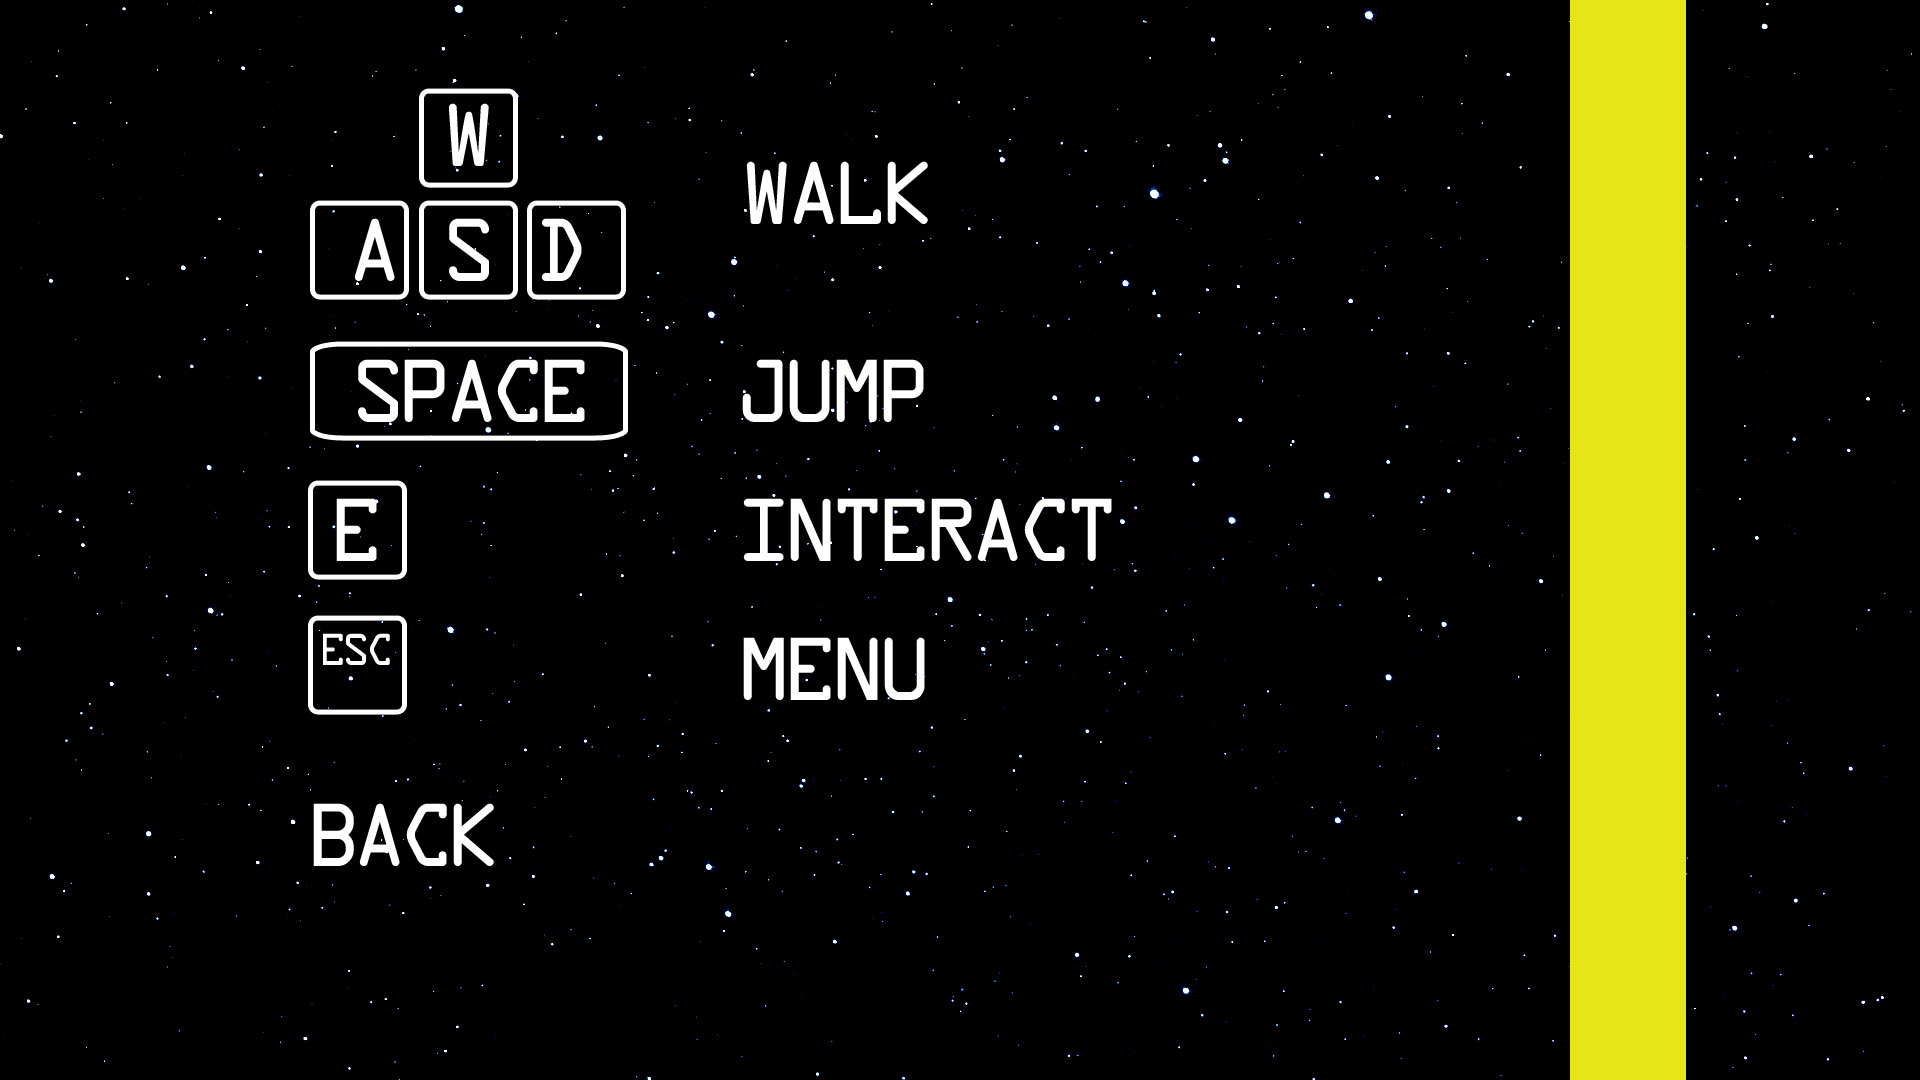 W
A S D WALK
SPACE JUMP
E INTERACT
ESC MENU
BACK